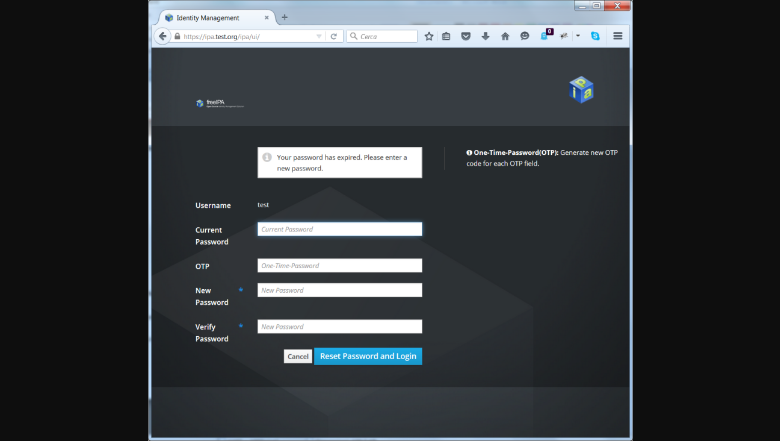 Identity Management
https://ipa.test.org/ipa/ui/
Cerca
0
freeIPA
Your password has expired. Please enter a
new password.
One-Time-Password(OTP): Generate new OTP
code for each OTP field.
Username
test
Current
Password
Current Password
OTP
One-Time Password
New
Password
*
New Password
Verify
Password
*
New Password
Cancel
Reset Password and Login